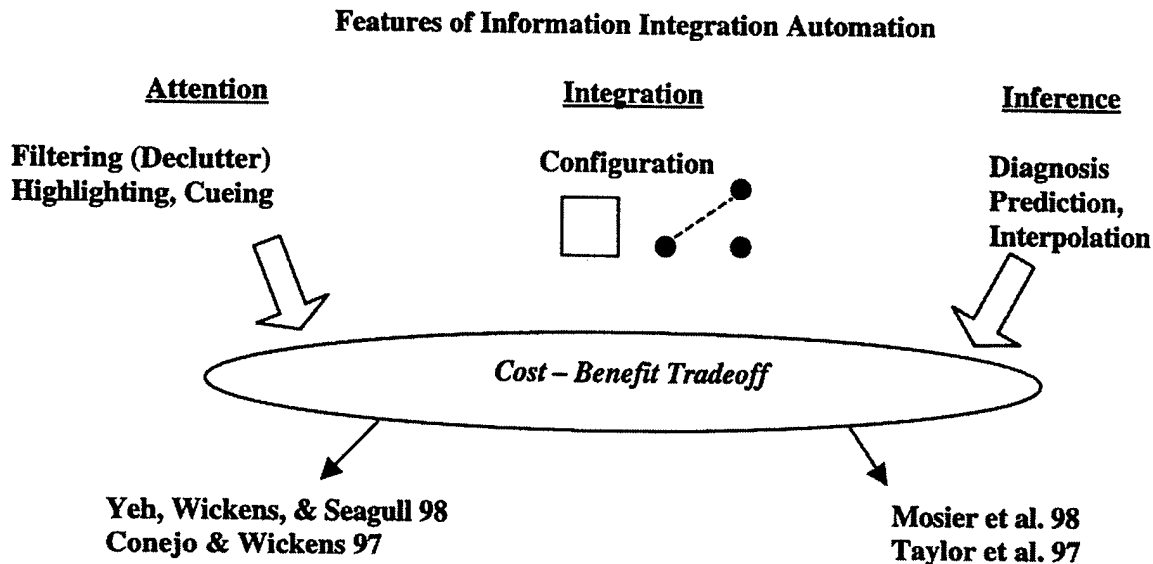 Features of Information Integration Automation
Attention
Filtering (Declutter)
Highlighting, Cueing
Integration
Configuration
Inference
Diagnosis
Prediction,
Interpolation
Cost – Benefit Tradeoff
Yeh, Wickens, & Seagull 98
Conejo & Wickens 97
Mosier et al. 98
Taylor et al. 97